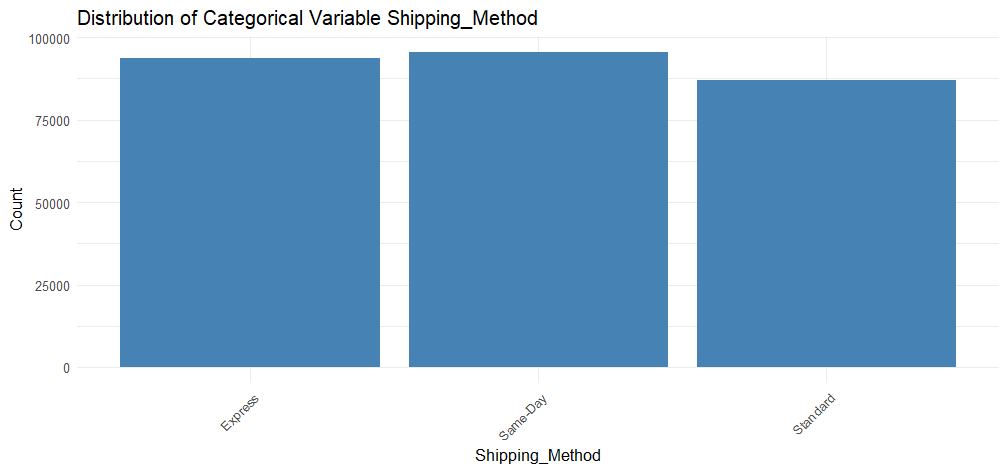 Distribution of Categorical Variable Shipping_Method
100000
75000
50000
25000
0
Count
Express
Same-Day
Standard
Shipping_Method